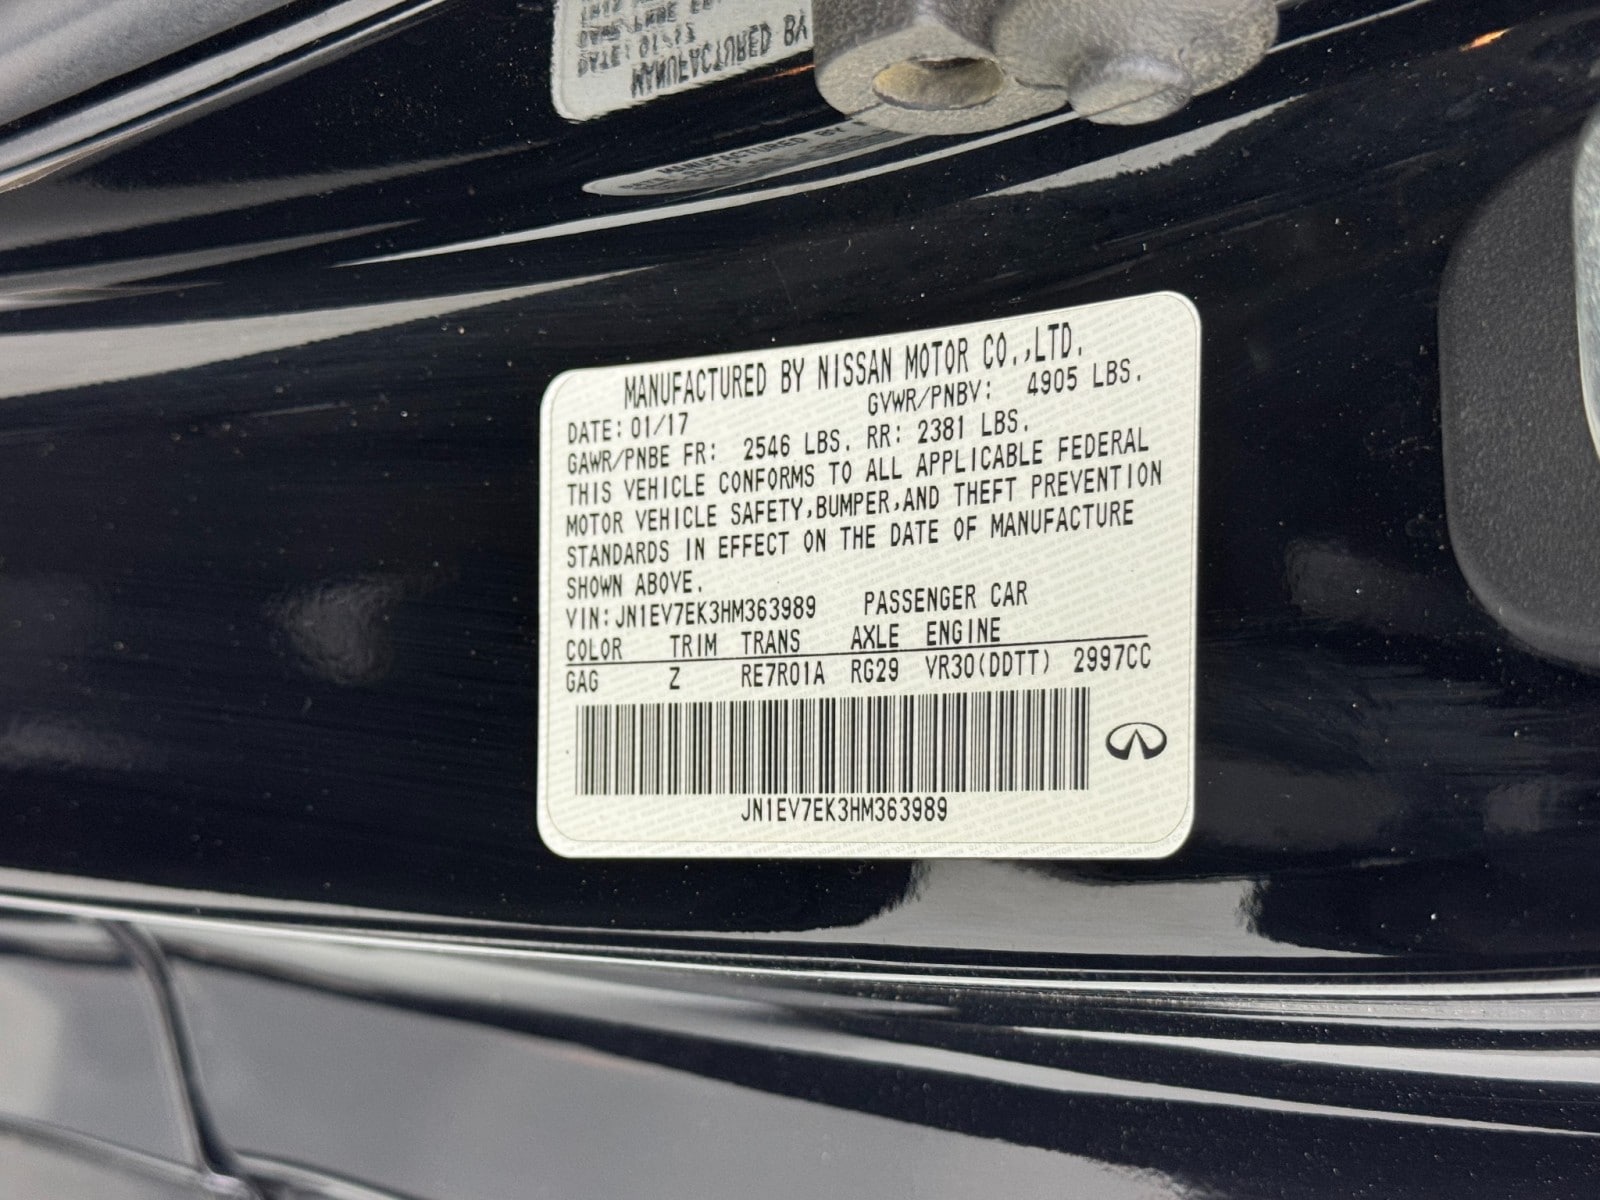 MANUFACTURED BY
MANUFACTURED BY NISSAN MOTOR CO.,LTD.
DATE:01/17 GVWR/PNBV: 4905 LBS.
GAWR/PNBE FR: 2546 LBS. RR: 2381 LBS.
THIS VEHICLE CONFORMS TO ALL APPLICABLE FEDERAL
MOTOR VEHICLE SAFETY,BUMPER,AND THEFT PREVENTION
STANDARDS IN EFFECT ON THE DATE OF MANUFACTURE
SHOWN ABOVE.
VIN:JN1EV7EK3HM363989 PASSENGER CAR
COLOR TRIM TRANS AXLE ENGINE
GAG Z RE7R01A RG29 VR30(DDTT) 2997CC
JN1EV7EK3HM363989